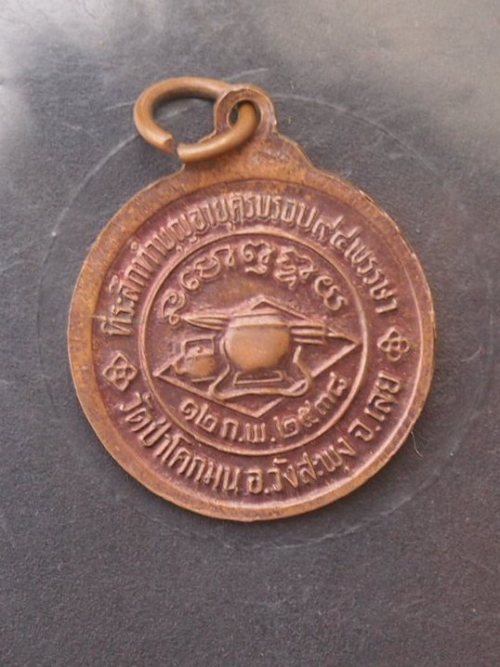 ที่ระลึกทำบุญอายุครบรอบ๙๔พรรษา
๑๒ ก.พ. ๒๕๓๘
วัดป่าโคกมน อ.วังสะพุง จ.เลย